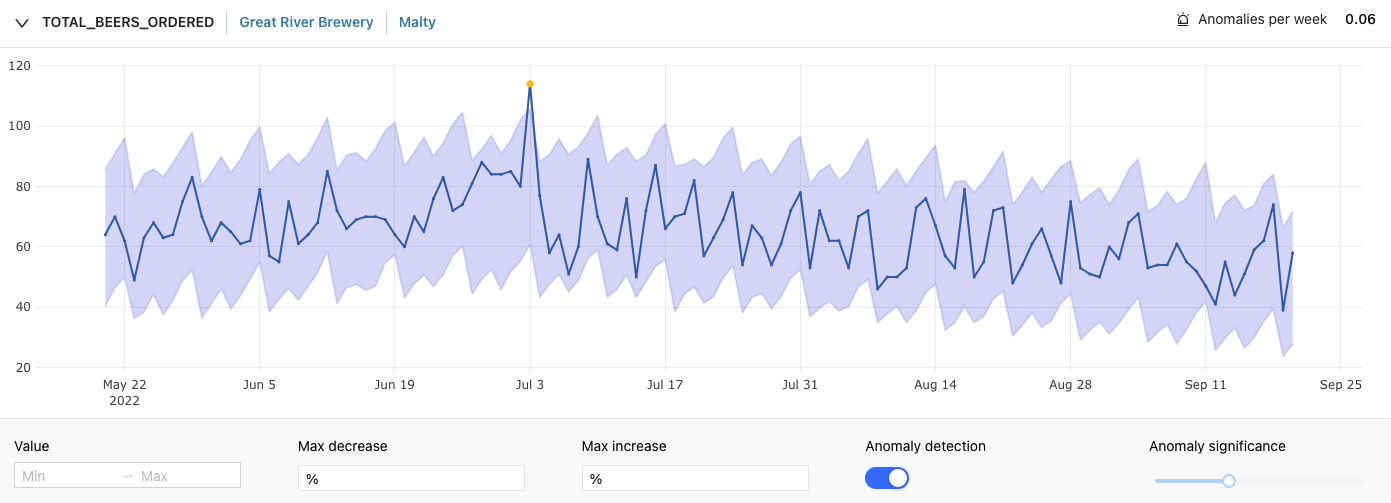 TOTAL_BEERS_ORDERED Great River Brewery Malty Anomalies per week 0.06
120
100
80
60
40
20
May 22 Jun 5 Jun 19 Jul 3 Jul 17 Jul 31 Aug 14 Aug 28 Sep 11 Sep 25
2022
Value Max decrease Max increase Anomaly detection Anomaly significance
Min → Max % %